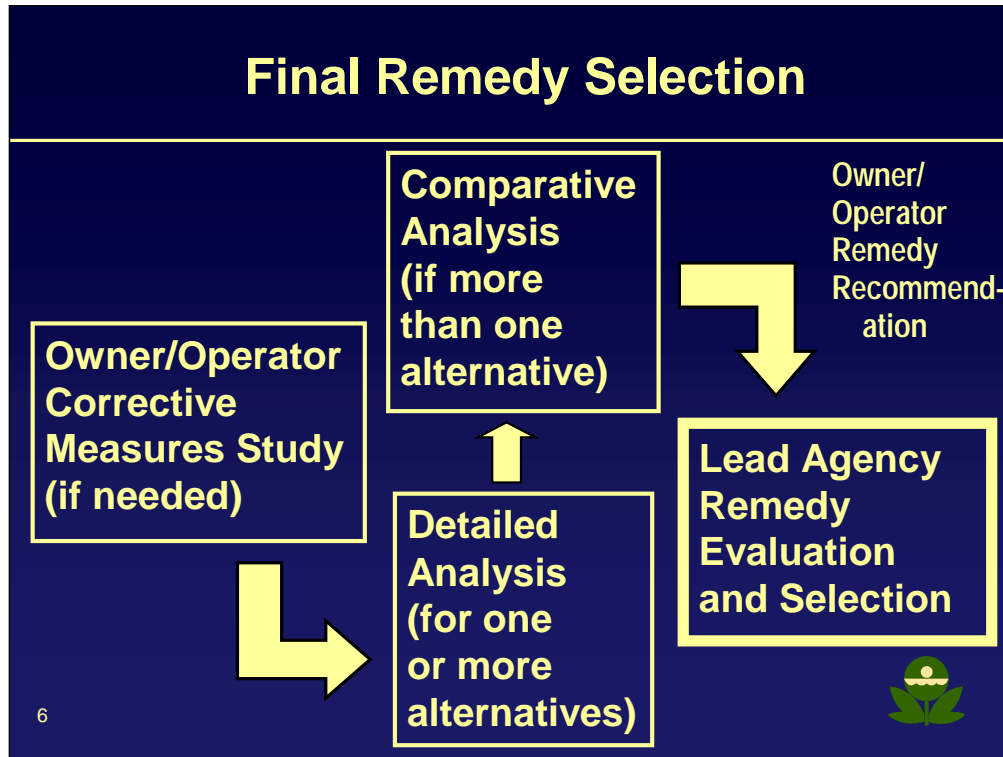 Final Remedy Selection
Owner/Operator
Corrective
Measures Study
(if needed)
Detailed
Analysis
(for one
or more
alternatives)
Comparative
Analysis
(if more
than one
alternative)
Owner/
Operator
Remedy
Recommend-
ation
Lead Agency
Remedy
Evaluation
and Selection
6